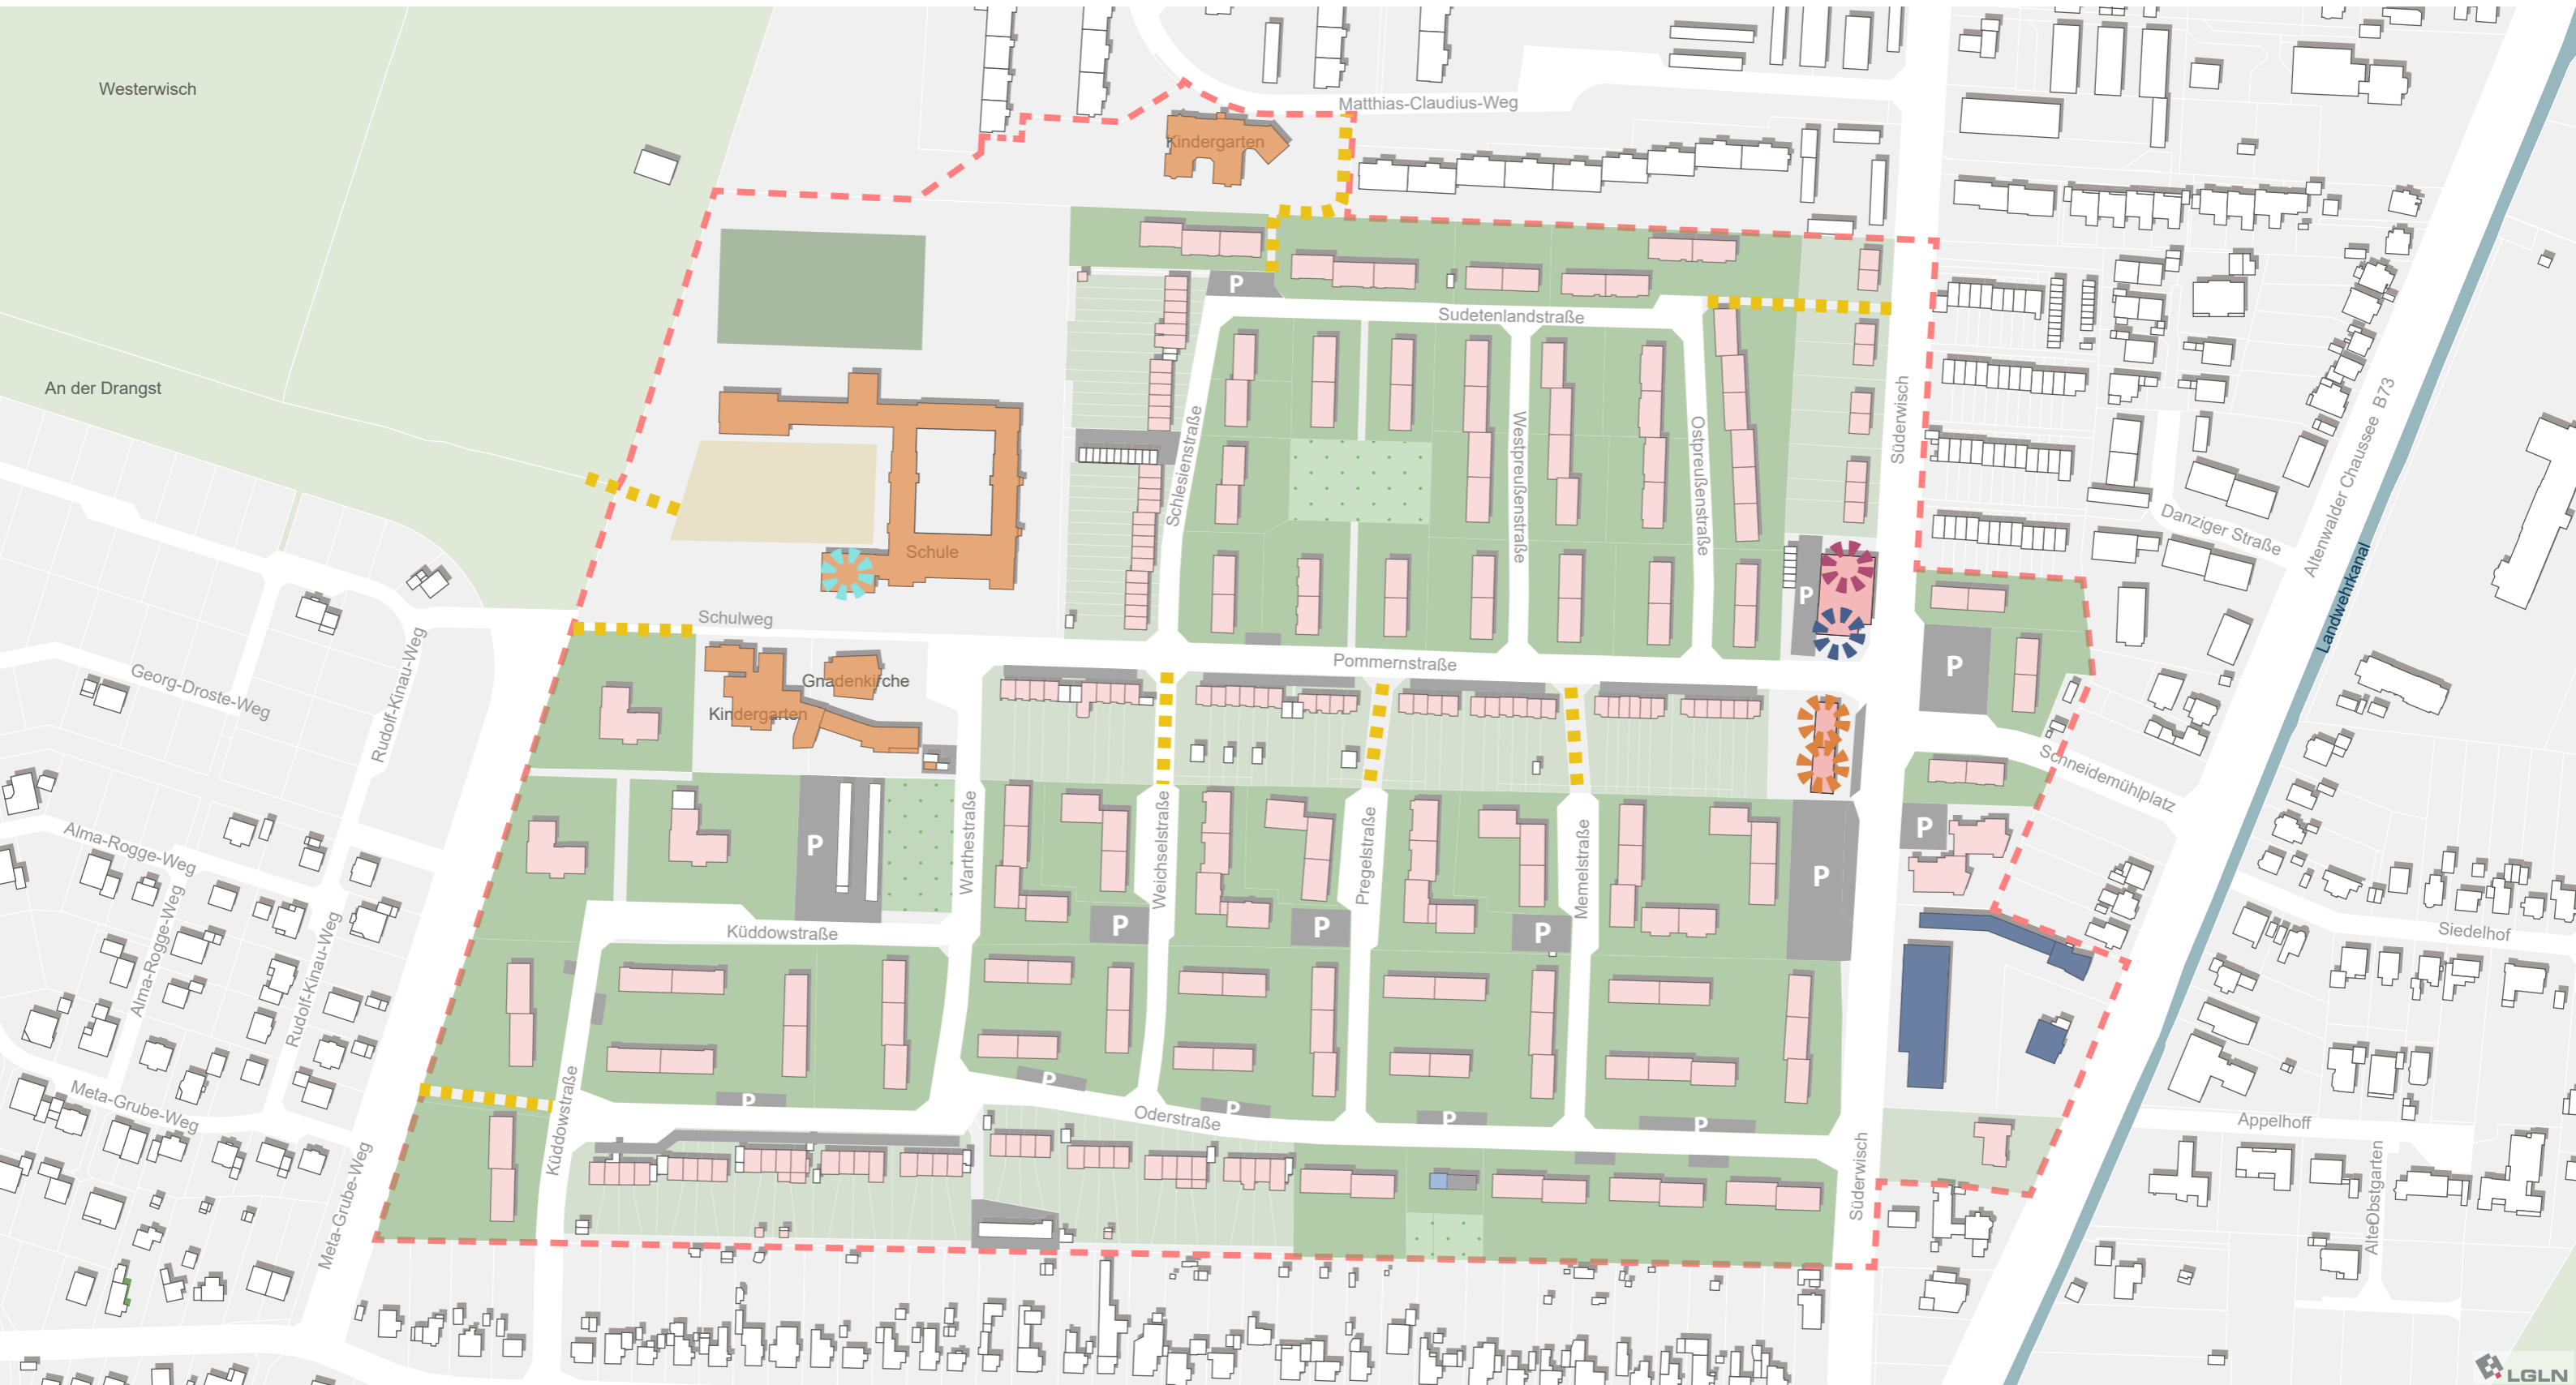 Westerwisch
Matthias-Claudius-Weg
Kindergarten
P
Sudetenlandstraße
An der Drangst
Schlesienstraße
Westpreußenstraße
Ostpreußenstraße
Süderwisch
Altenwalder Chaussee B73
Danziger Straße
Landwehrkanal
Schule
P
Schulweg
Pommernstraße
P
Georg-Droste-Weg
Rudolf-Kinau-Weg
Gnadenkirche
Kindergarten
Schneidemühlplatz
Alma-Rogge-Weg
P
Warthestraße
Weichselstraße
Pregelstraße
Memelstraße
P
P
Alma-Rogge-Weg
Rudolf-Kinau-Weg
Küddowstraße
P
P
P
Siedelhof
Meta-Grube-Weg
Küddowstraße
P
P
P
P
P
Oderstraße
Appelhoff
Meta-Grube-Weg
Süderwisch
AlterObstgarten
LGLN